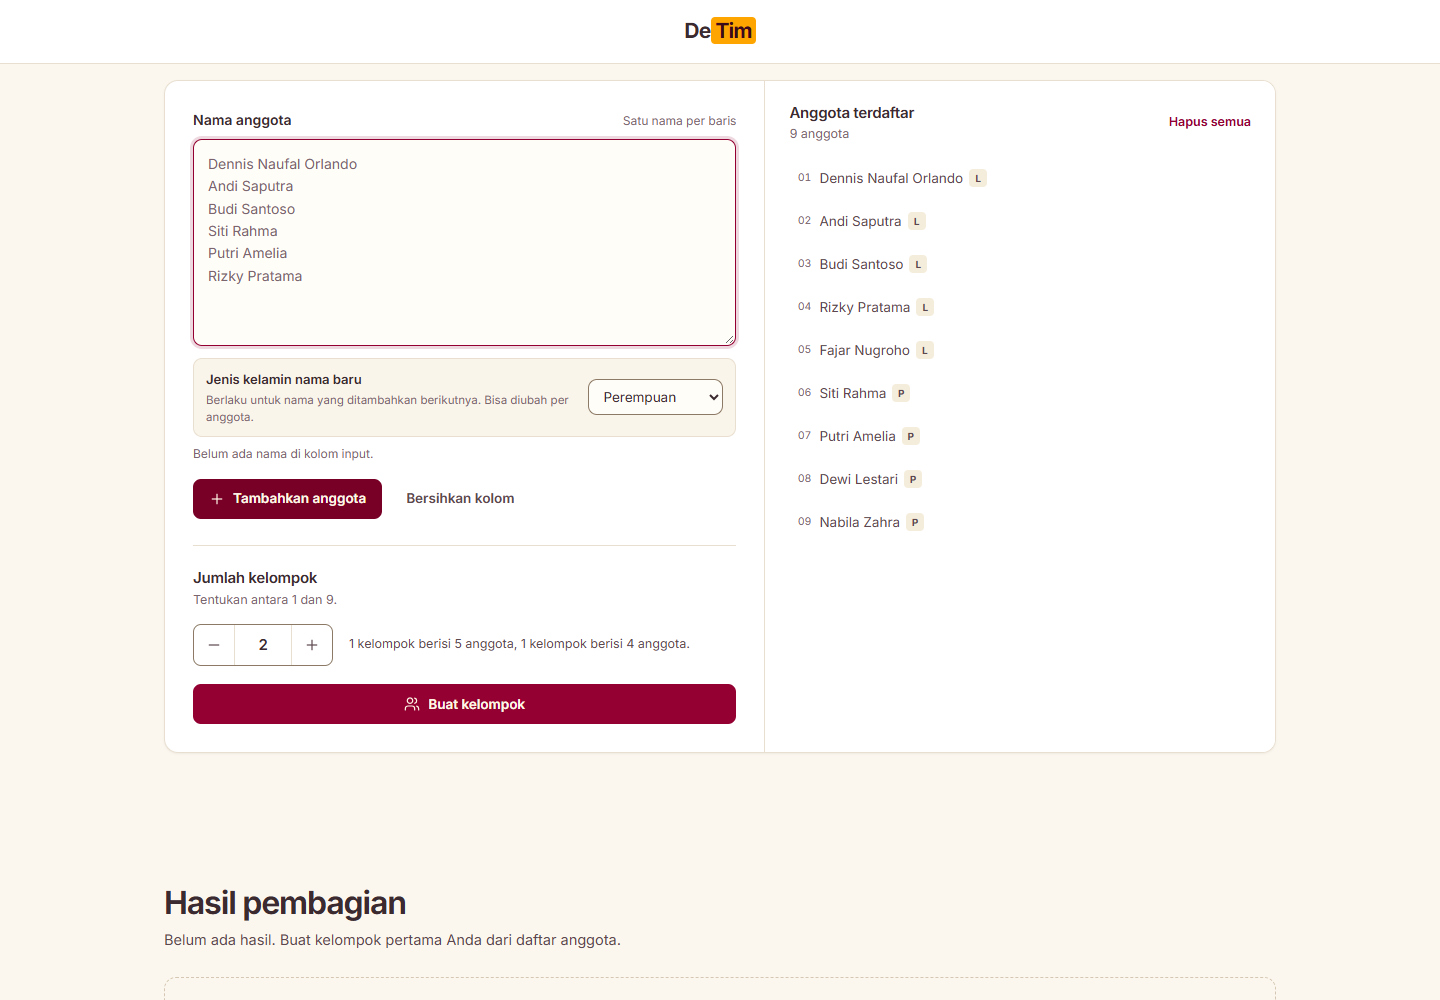 DeTim
Nama anggota
Satu nama per baris
Dennis Naufal Orlando
Andi Saputra
Budi Santoso
Siti Rahma
Putri Amelia
Rizky Pratama
Jenis kelamin nama baru
Berlaku untuk nama yang ditambahkan berikutnya. Bisa diubah per
anggota.
Perempuan
Belum ada nama di kolom input.
Tambahkan anggota
Bersihkan kolom
Jumlah kelompok
Tentukan antara 1 dan 9.
2
1 kelompok berisi 5 anggota, 1 kelompok berisi 4 anggota.
Buat kelompok
Anggota terdaftar
9 anggota
Hapus semua
01 Dennis Naufal Orlando L
02 Andi Saputra L
03 Budi Santoso L
04 Rizky Pratama L
05 Fajar Nugroho L
06 Siti Rahma P
07 Putri Amelia P
08 Dewi Lestari P
09 Nabila Zahra P
Hasil pembagian
Belum ada hasil. Buat kelompok pertama Anda dari daftar anggota.